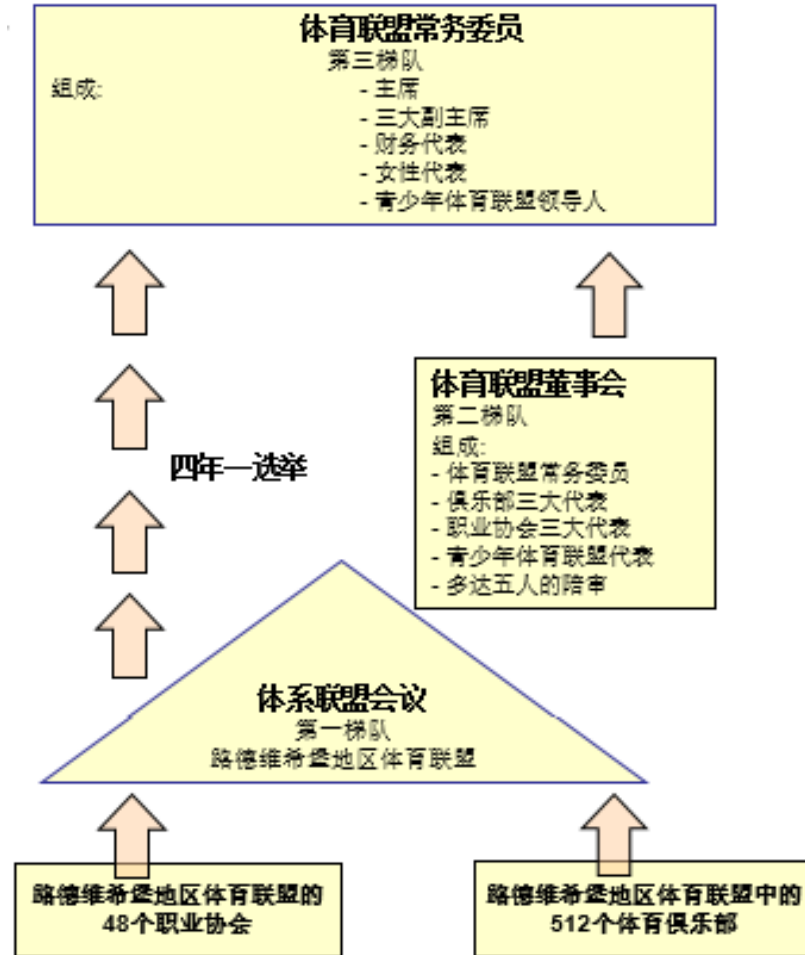 体育联盟常务委员
第三梯队
组成:
- 主席
- 三大副主席
- 财务代表
- 女性代表
- 青少年体育联盟领导人
体育联盟董事会
第二梯队
组成:
- 体育联盟常务委员
- 俱乐部三大代表
- 职业协会三大代表
- 青少年体育联盟代表
- 多达五人的陪审
四年一选举
体系联盟会议
第一梯队
路德维希堡地区体育联盟
路德维希堡地区体育联盟的
48个职业协会
路德维希堡地区体育联盟中的
512个体育俱乐部